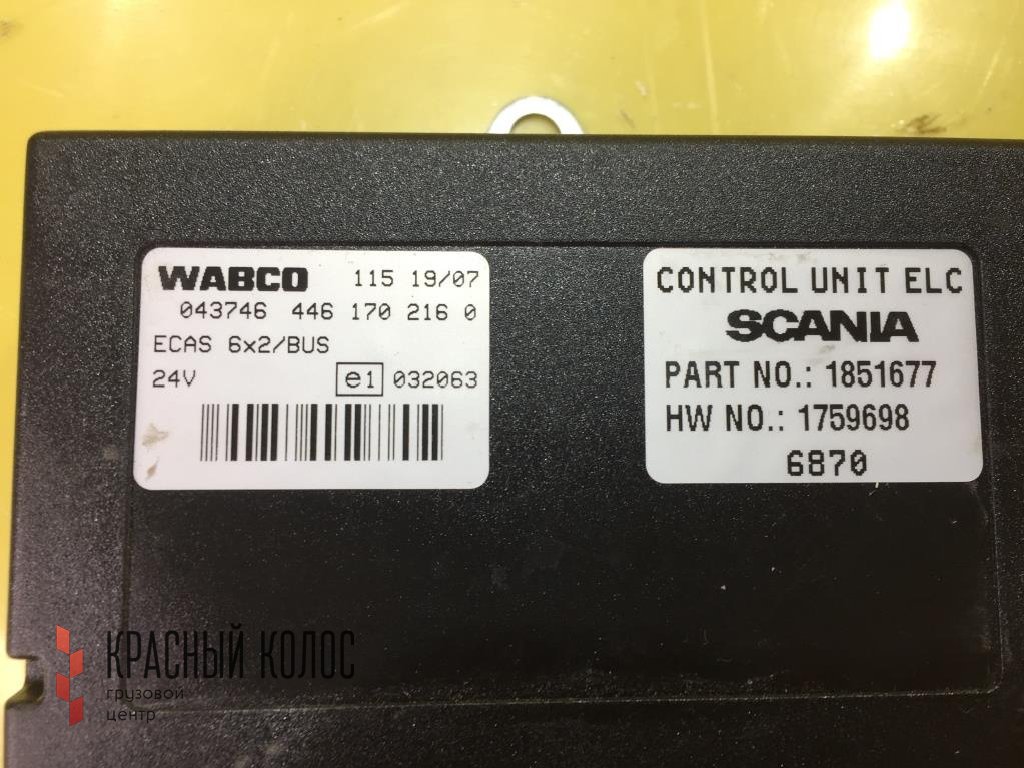 WABCO 115 19/07
043746 446 170 216 0
ECAS 6x2/BUS
24V e1 032063
CONTROL UNIT ELC
SCANIA
PART NO.: 1851677
HW NO.: 1759698
6870
КРАСНЫЙ КОЛОС
грузовой
центр